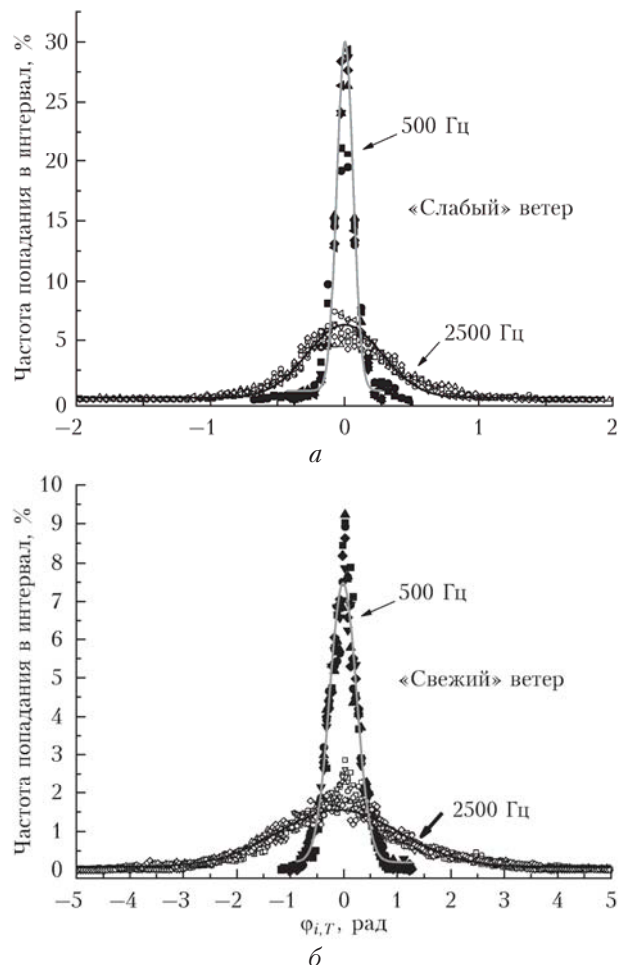 Частота попадания в интервал, %
30
25
20
15
10
5
0
500 Гц
«Слабый» ветер
2500 Гц
−2 −1 0 1 2
а
Частота попадания в интервал, %
10
9
8
7
6
5
4
3
2
1
0
500 Гц
«Свежий» ветер
2500 Гц
−5 −4 −3 −2 −1 0 1 2 3 4 5
φi,T, рад
б